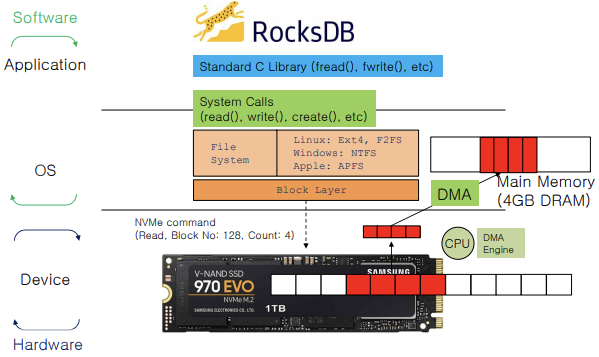 Software
RocksDB
Application
Standard C Library (fread(), fwrite(), etc)
System Calls
(read(), write(), create(), etc)
File
System
Linux: Ext4, F2FS
Windows: NTFS
Apple: APFS
OS
Block Layer
DMA
Main Memory
(4GB DRAM)
NVMe command
(Read, Block No: 128, Count: 4)
CPU
DMA
Engine
Device
V-NAND SSD
970 EVO
NVMe M.2
SAMSUNG
SAMSUNG ELECTRONICS CO., LTD.
1TB
Hardware